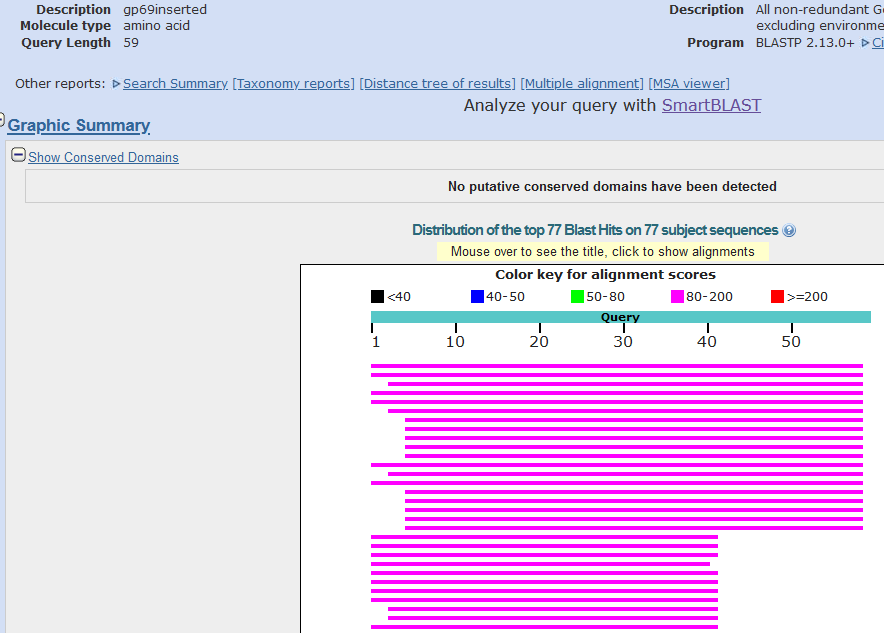 Description gp69inserted
Molecule type amino acid
Query Length 59
Description All non-redundant G
excluding environme
Program BLASTP 2.13.0+ Ci
Other reports: Search Summary [Taxonomy reports] [Distance tree of results] [Multiple alignment] [MSA viewer]
Analyze your query with SmartBLAST
Graphic Summary
Show Conserved Domains
No putative conserved domains have been detected
Distribution of the top 77 Blast Hits on 77 subject sequences ?
Mouse over to see the title, click to show alignments
Color key for alignment scores
<40 40-50 50-80 80-200 >=200
Query
1 10 20 30 40 50